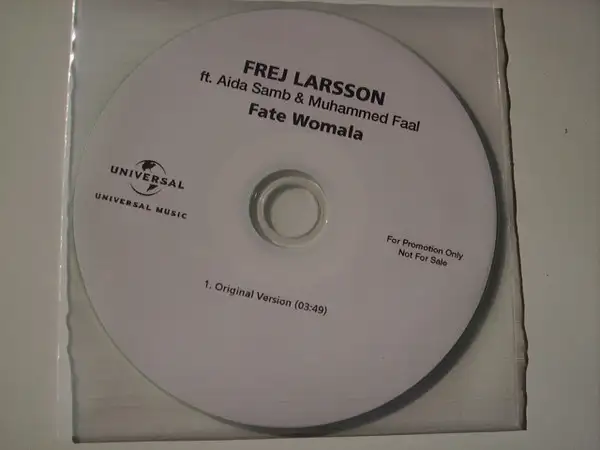 FREJ LARSSON
ft. Aida Samb & Muhammed Faal
Fate Womala
UNIVERSAL
UNIVERSAL MUSIC
For Promotion Only
Not For Sale
1. Original Version (03:49)